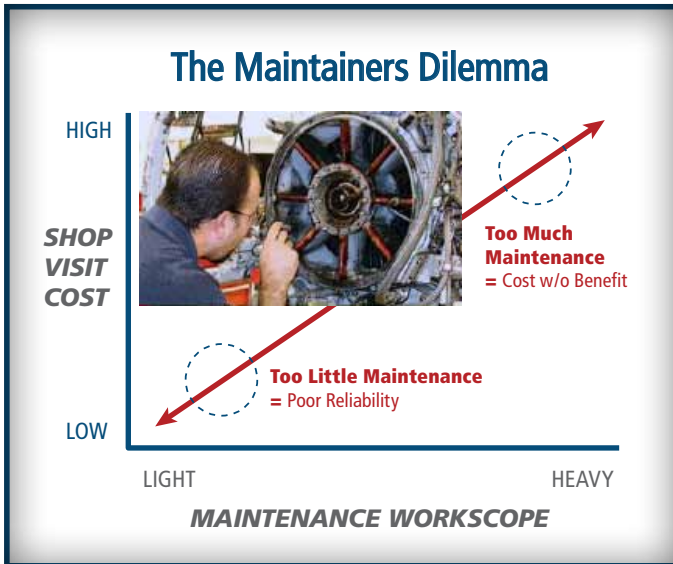 The Maintainers Dilemma
HIGH
SHOP
VISIT
COST
LOW
Too Much
Maintenance
= Cost w/o Benefit
Too Little Maintenance
= Poor Reliability
LIGHT
HEAVY
MAINTENANCE WORKSCOPE